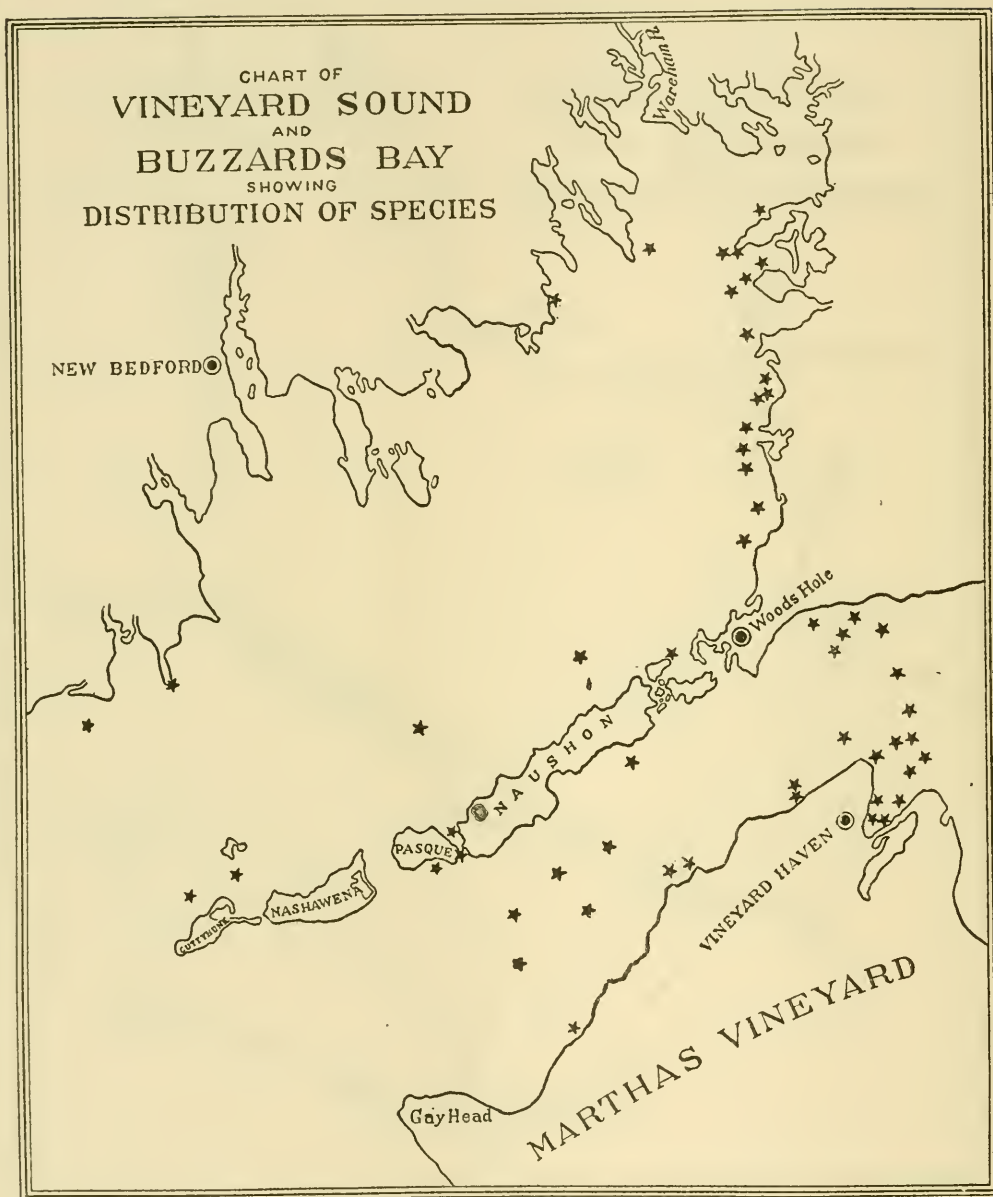 CHART OF
VINEYARD SOUND
AND
BUZZARDS BAY
SHOWING
DISTRIBUTION OF SPECIES
Wareham R
NEW BEDFORD
Woods Hole
NAUSHON
PASQUE
NASHAWENA
CUTTYHUNK
VINEYARD HAVEN
MARTHAS VINEYARD
Gay Head